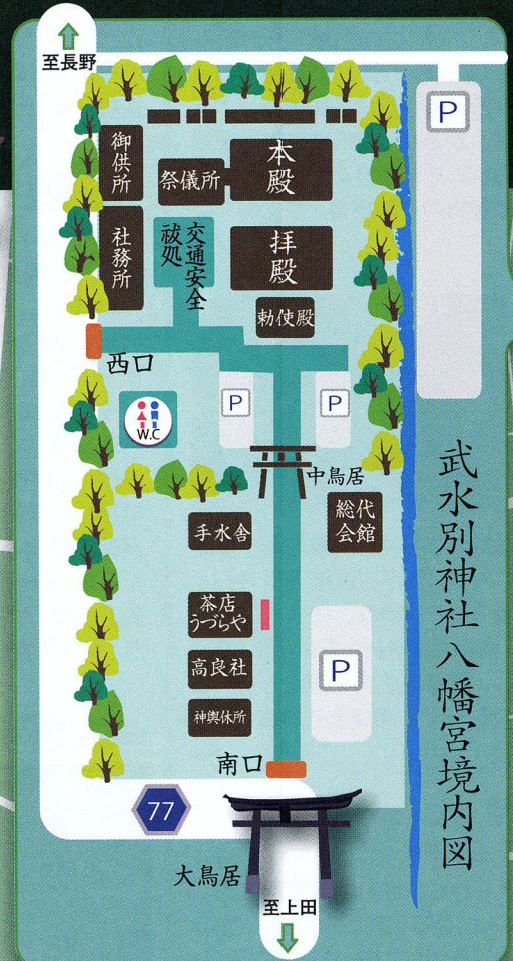 至長野
P
御供所
祭儀所
本殿
社務所
交通安全
祓処
拝殿
勅使殿
西口
W.C
P
P
中鳥居
手水舎
総代
会館
茶店
うづらや
高良社
神輿休所
P
南口
77
大鳥居
至上田
武水別神社八幡宮境内図